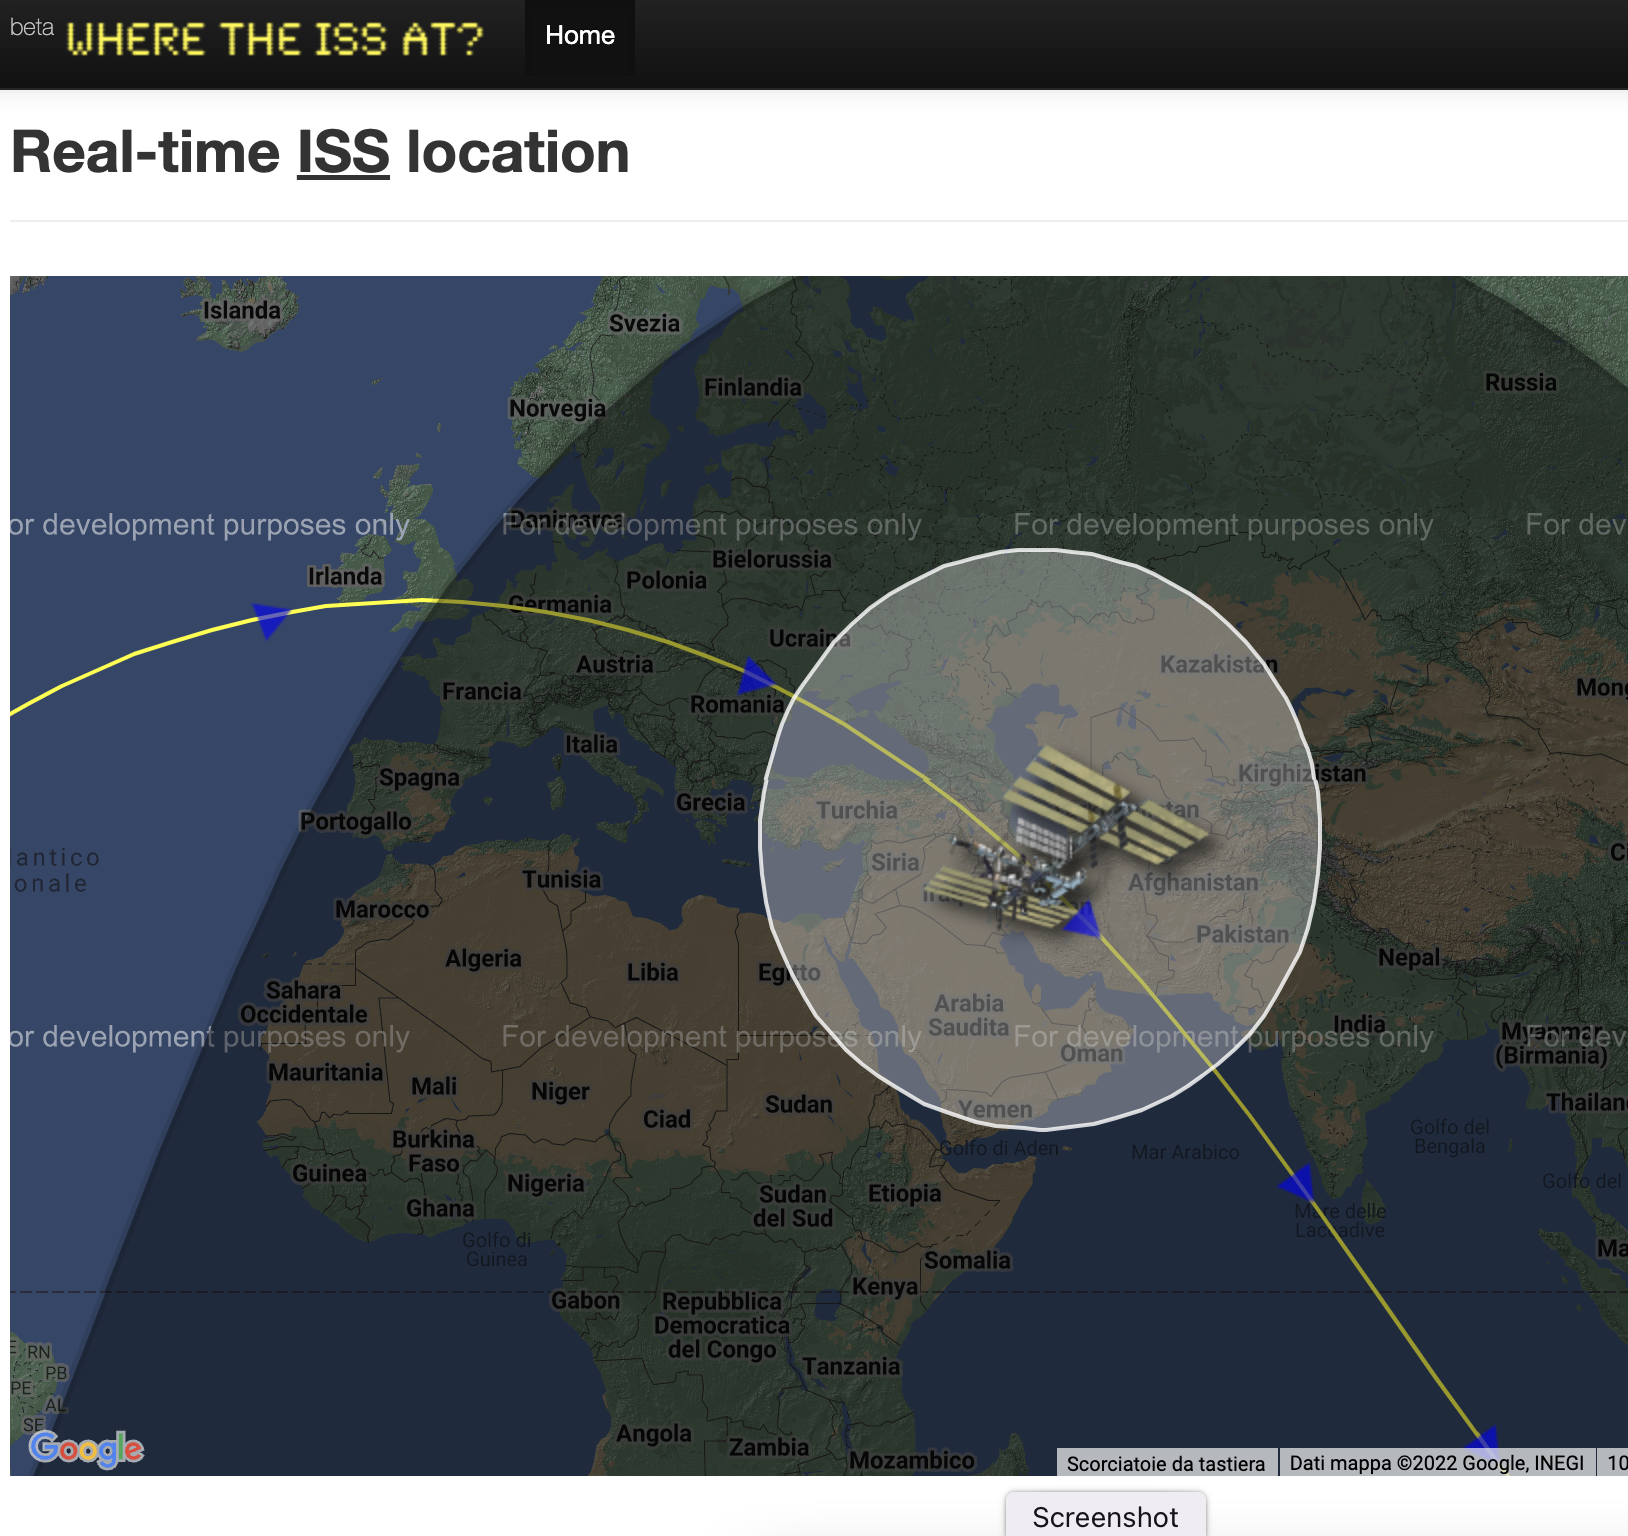 beta WHERE THE ISS AT? Home
Real-time ISS location
Islanda
Svezia
Finlandia
Russia
Norvegia
or development purposes only
Danimarca
For development purposes only
For development purposes only
For dev
Bielorussia
Irlanda
Polonia
Germania
Ucraina
Austria
Kazakistan
Francia
Mong
Romania
Italia
Spagna
Kirghizistan
Grecia
Turchia
Portogallo
antico
onale
Siria
Ci
Tunisia
Afghanistan
Marocco
Iraq
Pakistan
Algeria
Libia
Egitto
Nepal
Sahara
Occidentale
Arabia
Saudita
India
Myanmar
(Birmania)
or development purposes only
For development purposes only
For development purposes only
For dev
Oman
Mauritania
Mali
Niger
Ciad
Sudan
Yemen
Thailan
Burkina
Faso
Golfo di Aden
Mar Arabico
Golfo del
Bengala
Guinea
Nigeria
Sudan
del Sud
Etiopia
Golfo del
Ghana
Mare delle
Laccadive
Golfo di
Guinea
Somalia
Ma
Kenya
Gabon
Repubblica
Democratica
del Congo
RN
PB
PE
AL
SE
Tanzania
Angola
Zambia
Mozambico
Google
Scorciatoie da tastiera
Dati mappa ©2022 Google, INEGI
10
Screenshot